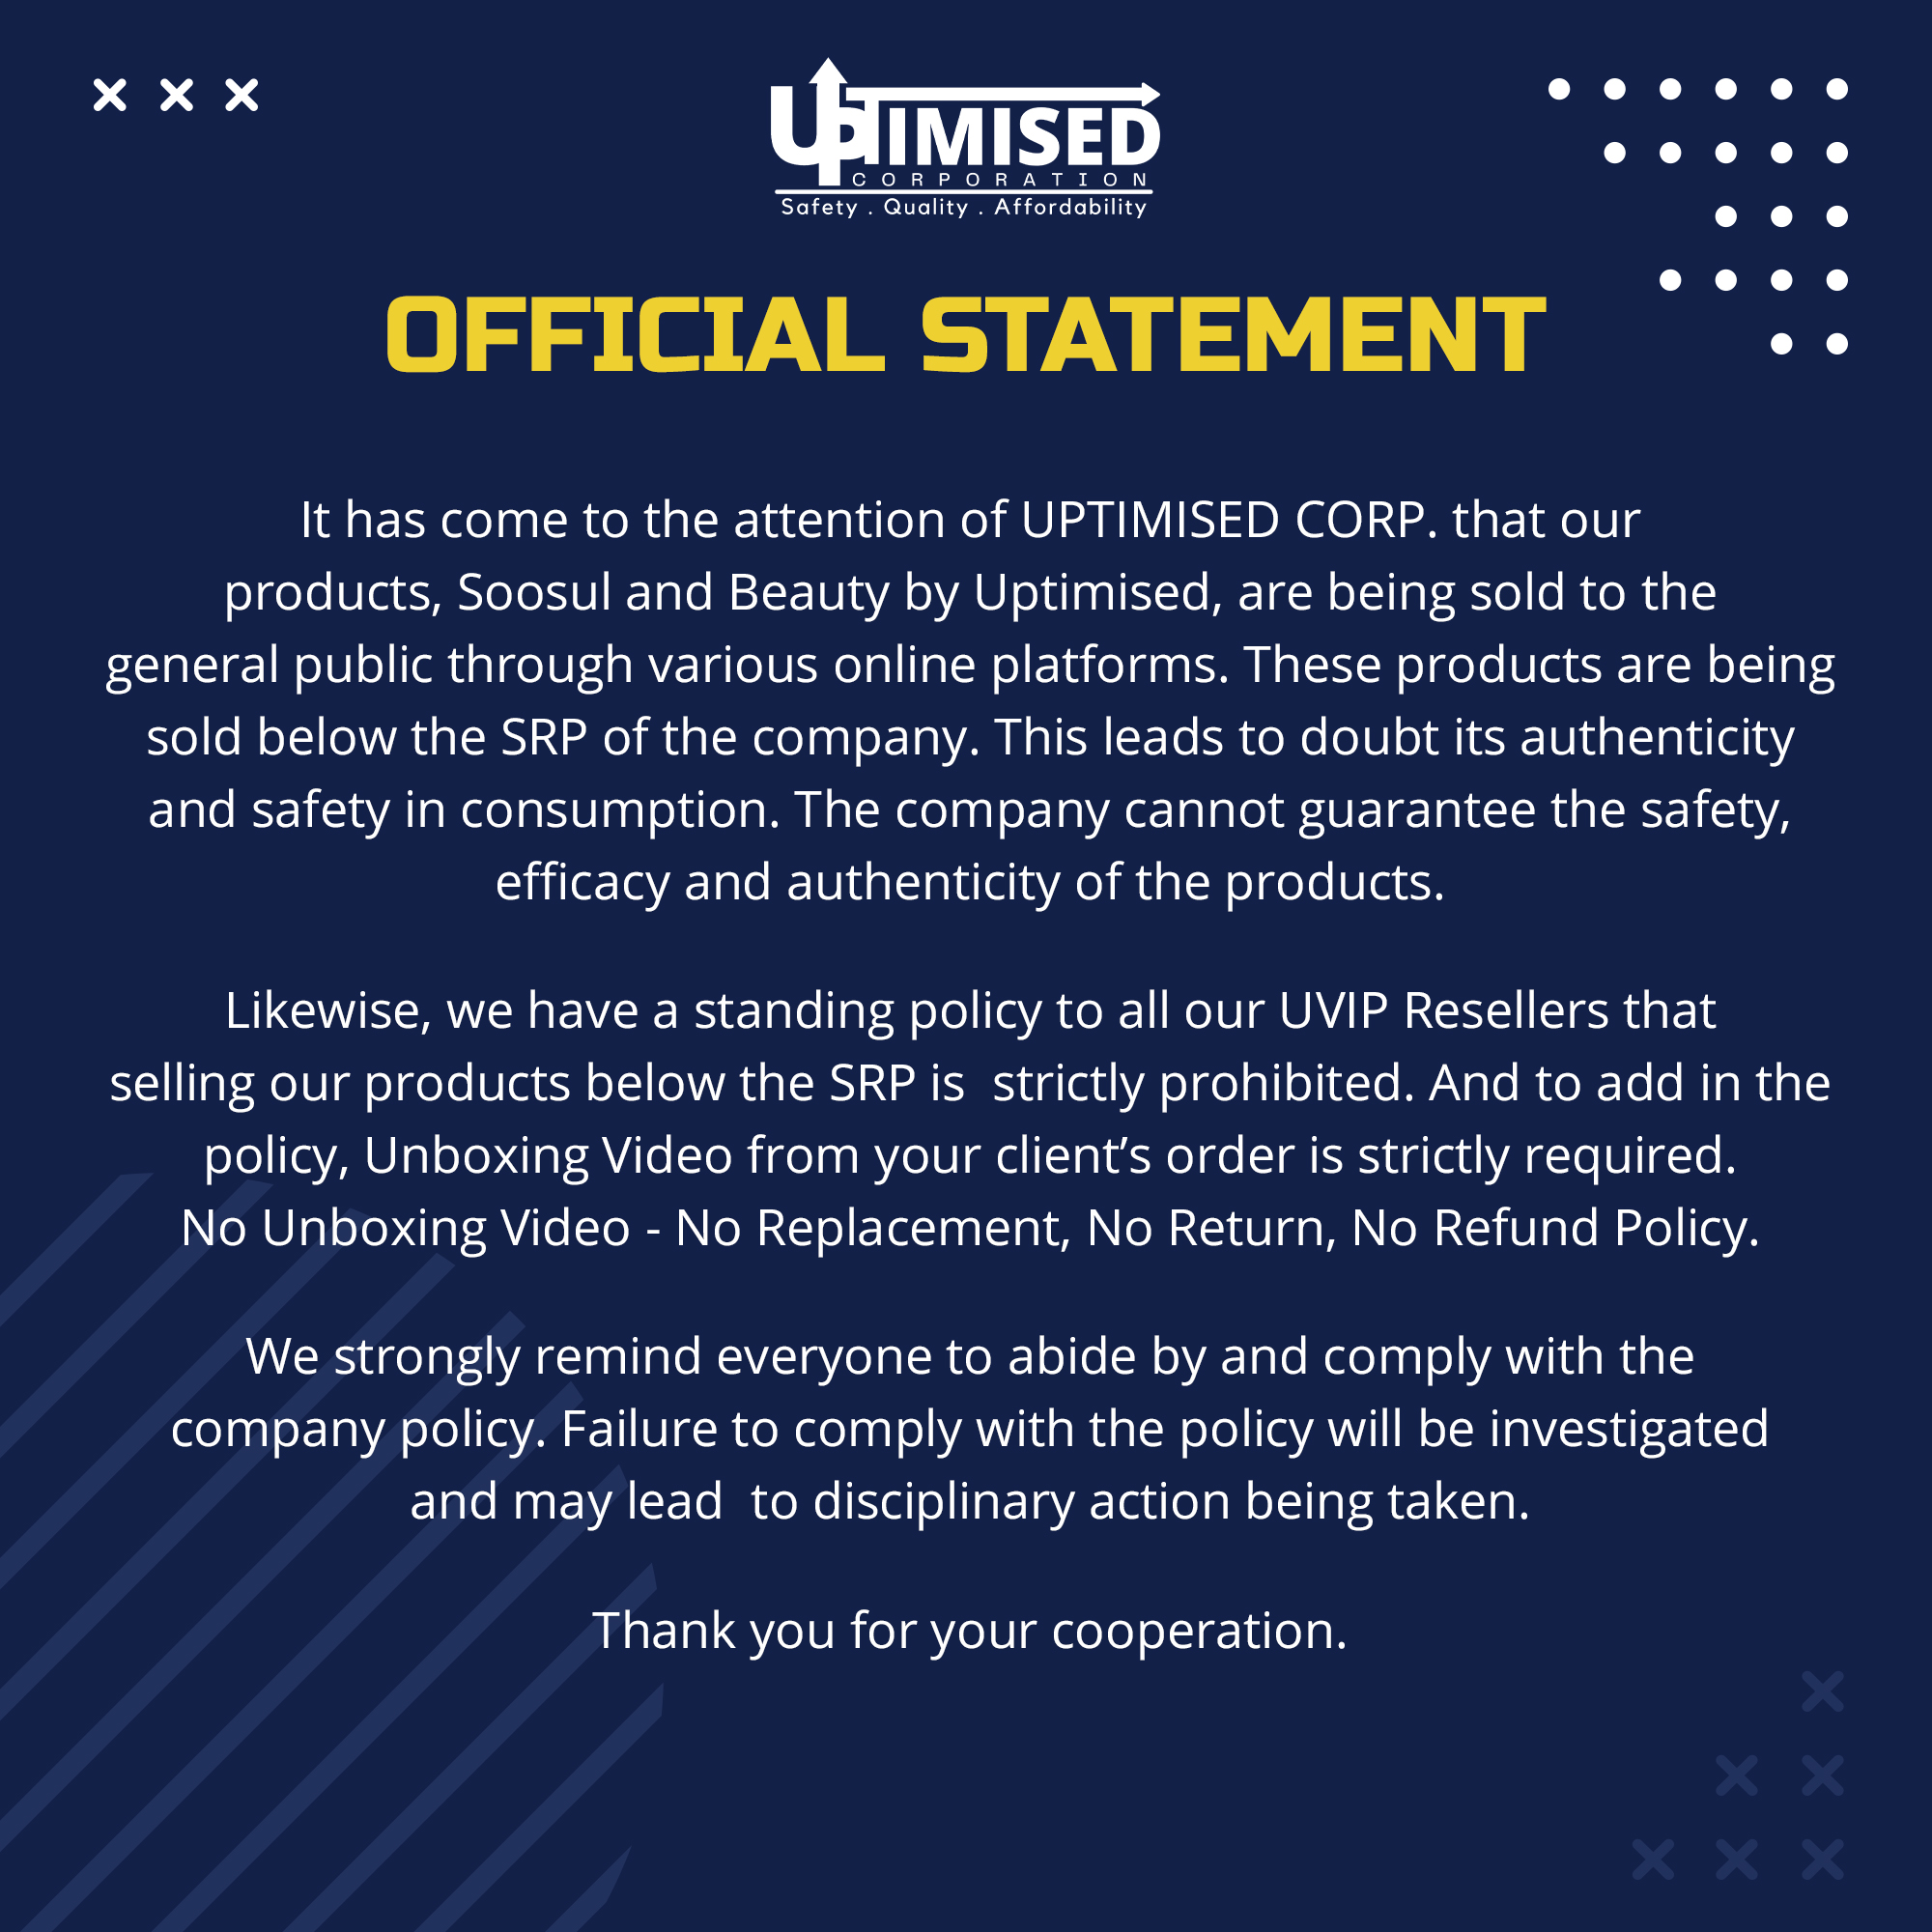 UPTIMISED
CORPORATION
Safety . Quality . Affordability
OFFICIAL STATEMENT
It has come to the attention of UPTIMISED CORP. that our
products, Soosul and Beauty by Uptimised, are being sold to the
general public through various online platforms. These products are being
sold below the SRP of the company. This leads to doubt its authenticity
and safety in consumption. The company cannot guarantee the safety,
efficacy and authenticity of the products.
Likewise, we have a standing policy to all our UVIP Resellers that
selling our products below the SRP is  strictly prohibited. And to add in the
policy, Unboxing Video from your client’s order is strictly required.
No Unboxing Video - No Replacement, No Return, No Refund Policy.
We strongly remind everyone to abide by and comply with the
company policy. Failure to comply with the policy will be investigated
and may lead  to disciplinary action being taken.
Thank you for your cooperation.